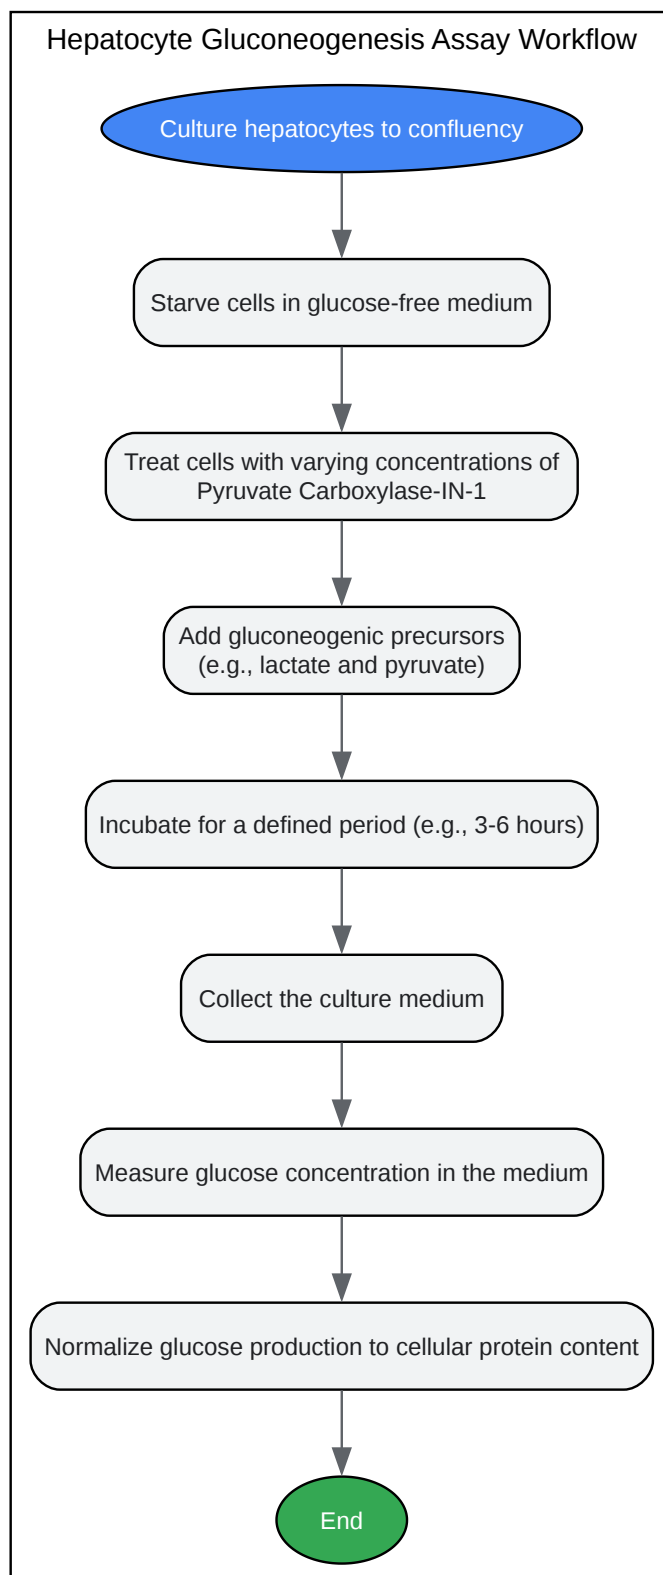 Hepatocyte Gluconeogenesis Assay Workflow
Culture hepatocytes to confluency
Starve cells in glucose-free medium
Treat cells with varying concentrations of
Pyruvate Carboxylase-IN-1
Add gluconeogenic precursors
(e.g., lactate and pyruvate)
Incubate for a defined period (e.g., 3-6 hours)
Collect the culture medium
Measure glucose concentration in the medium
Normalize glucose production to cellular protein content
End